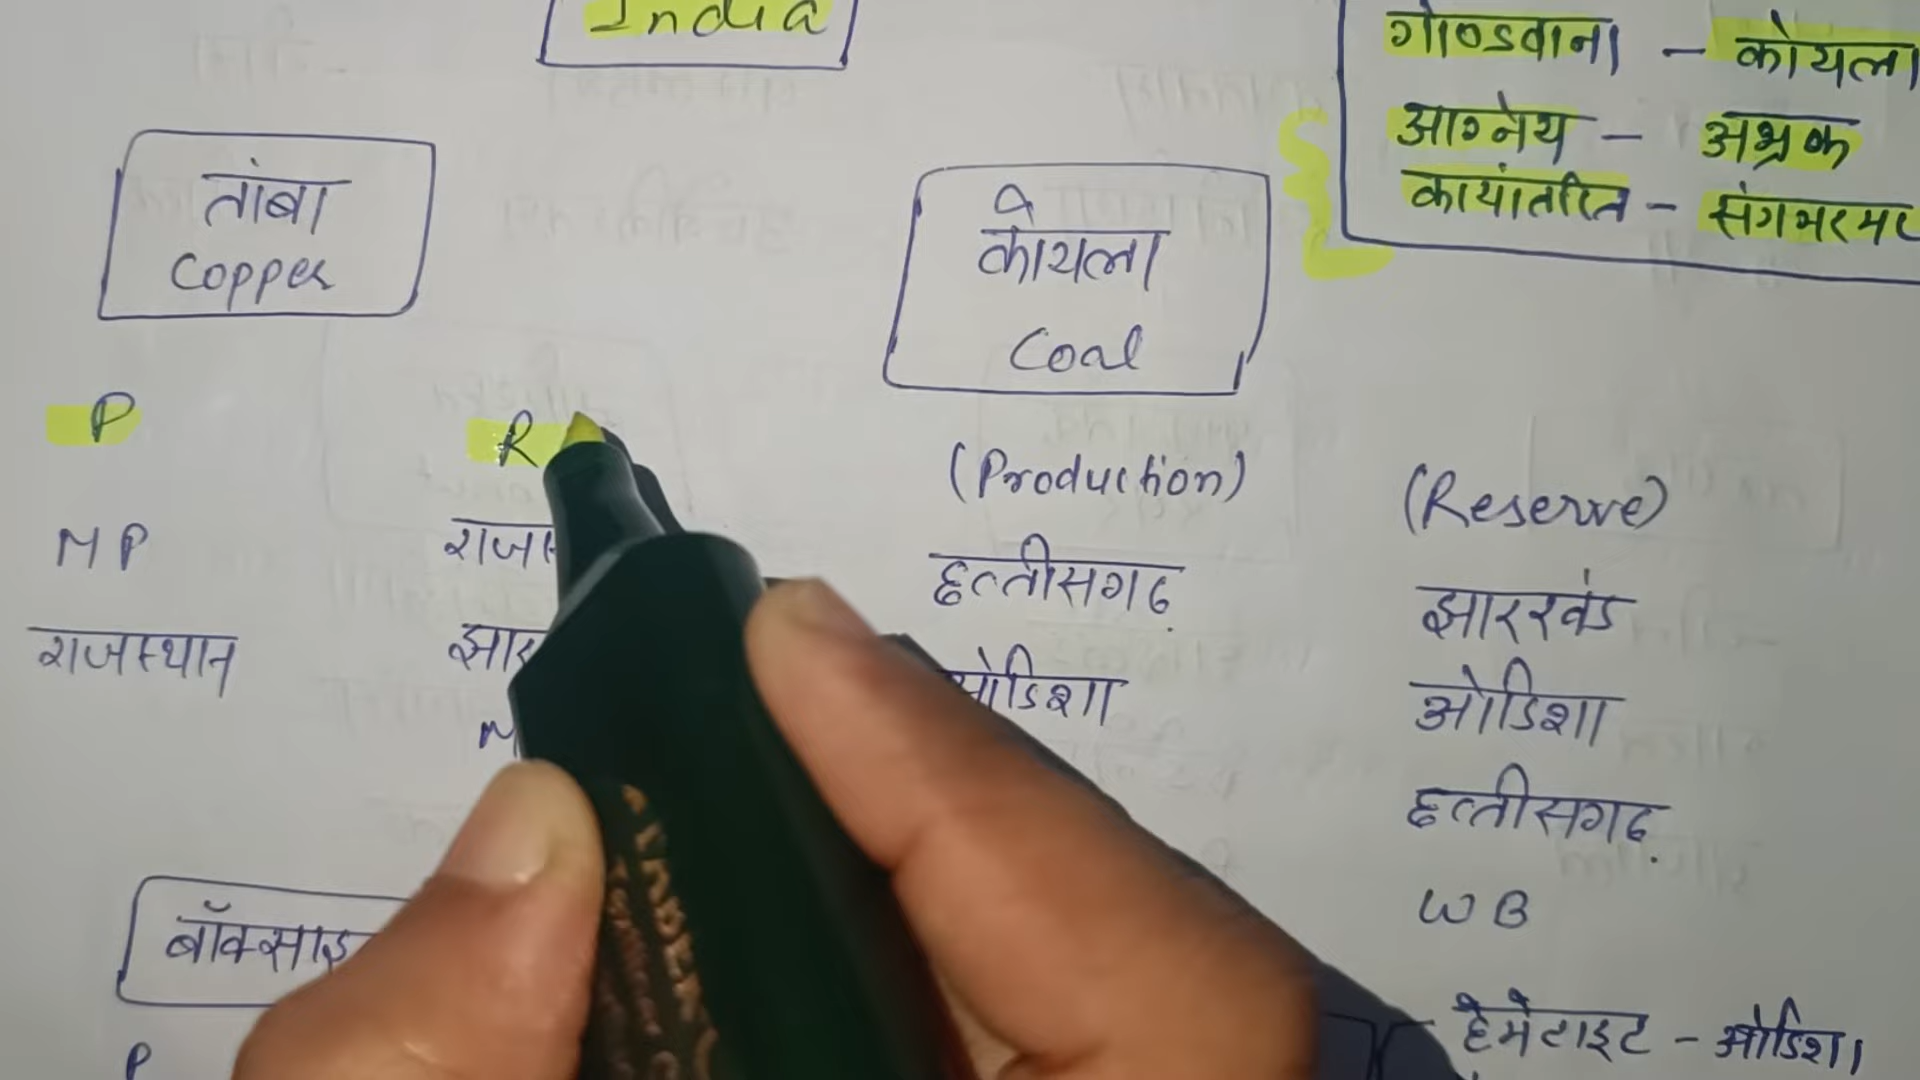 India
गोण्डवाना - कोयला
आग्नेय - अभ्रक
कायांतरित - संगमरमर
तांबा
Copper
कोयला
Coal
P
R
(Production)
(Reserve)
MP
छत्तीसगढ़
झारखंड
राजस्थान
ओडिशा
ओडिशा
छत्तीसगढ़
WB
हेमेटाइट - ओडिशा
P